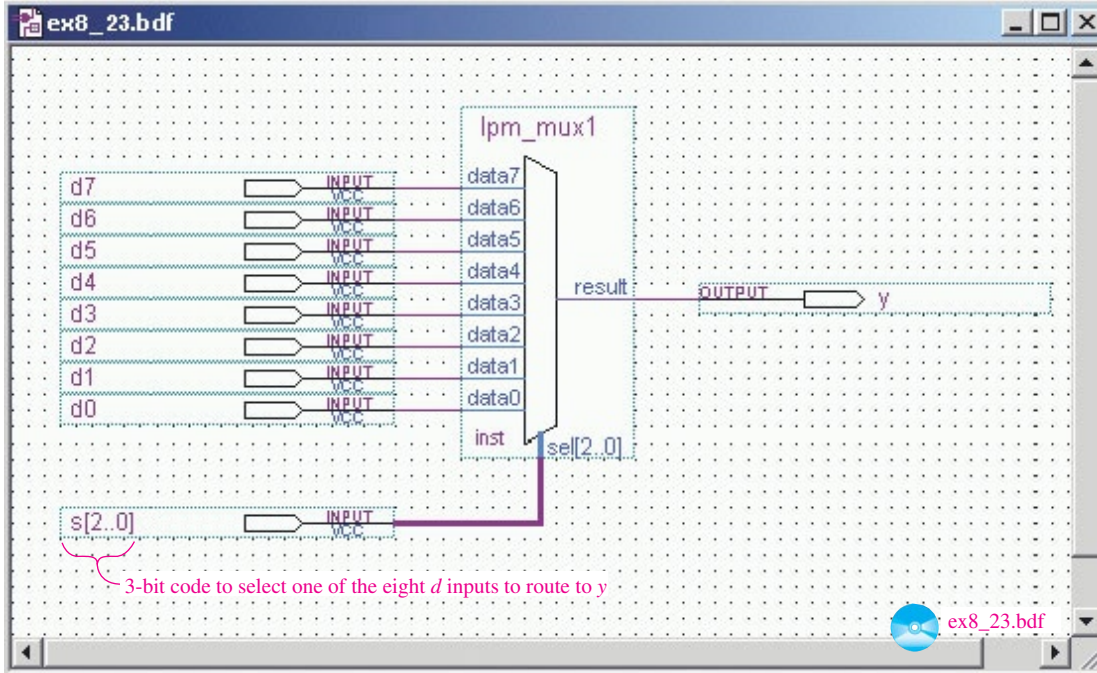 ex8_23.bdf
lpm_mux1
d7 INPUT VCC data7
d6 INPUT VCC data6
d5 INPUT VCC data5
d4 INPUT VCC data4
result OUTPUT y
d3 INPUT VCC data3
d2 INPUT VCC data2
d1 INPUT VCC data1
d0 INPUT VCC data0
inst sel[2..0]
s[2..0] INPUT VCC
3-bit code to select one of the eight d inputs to route to y
ex8_23.bdf